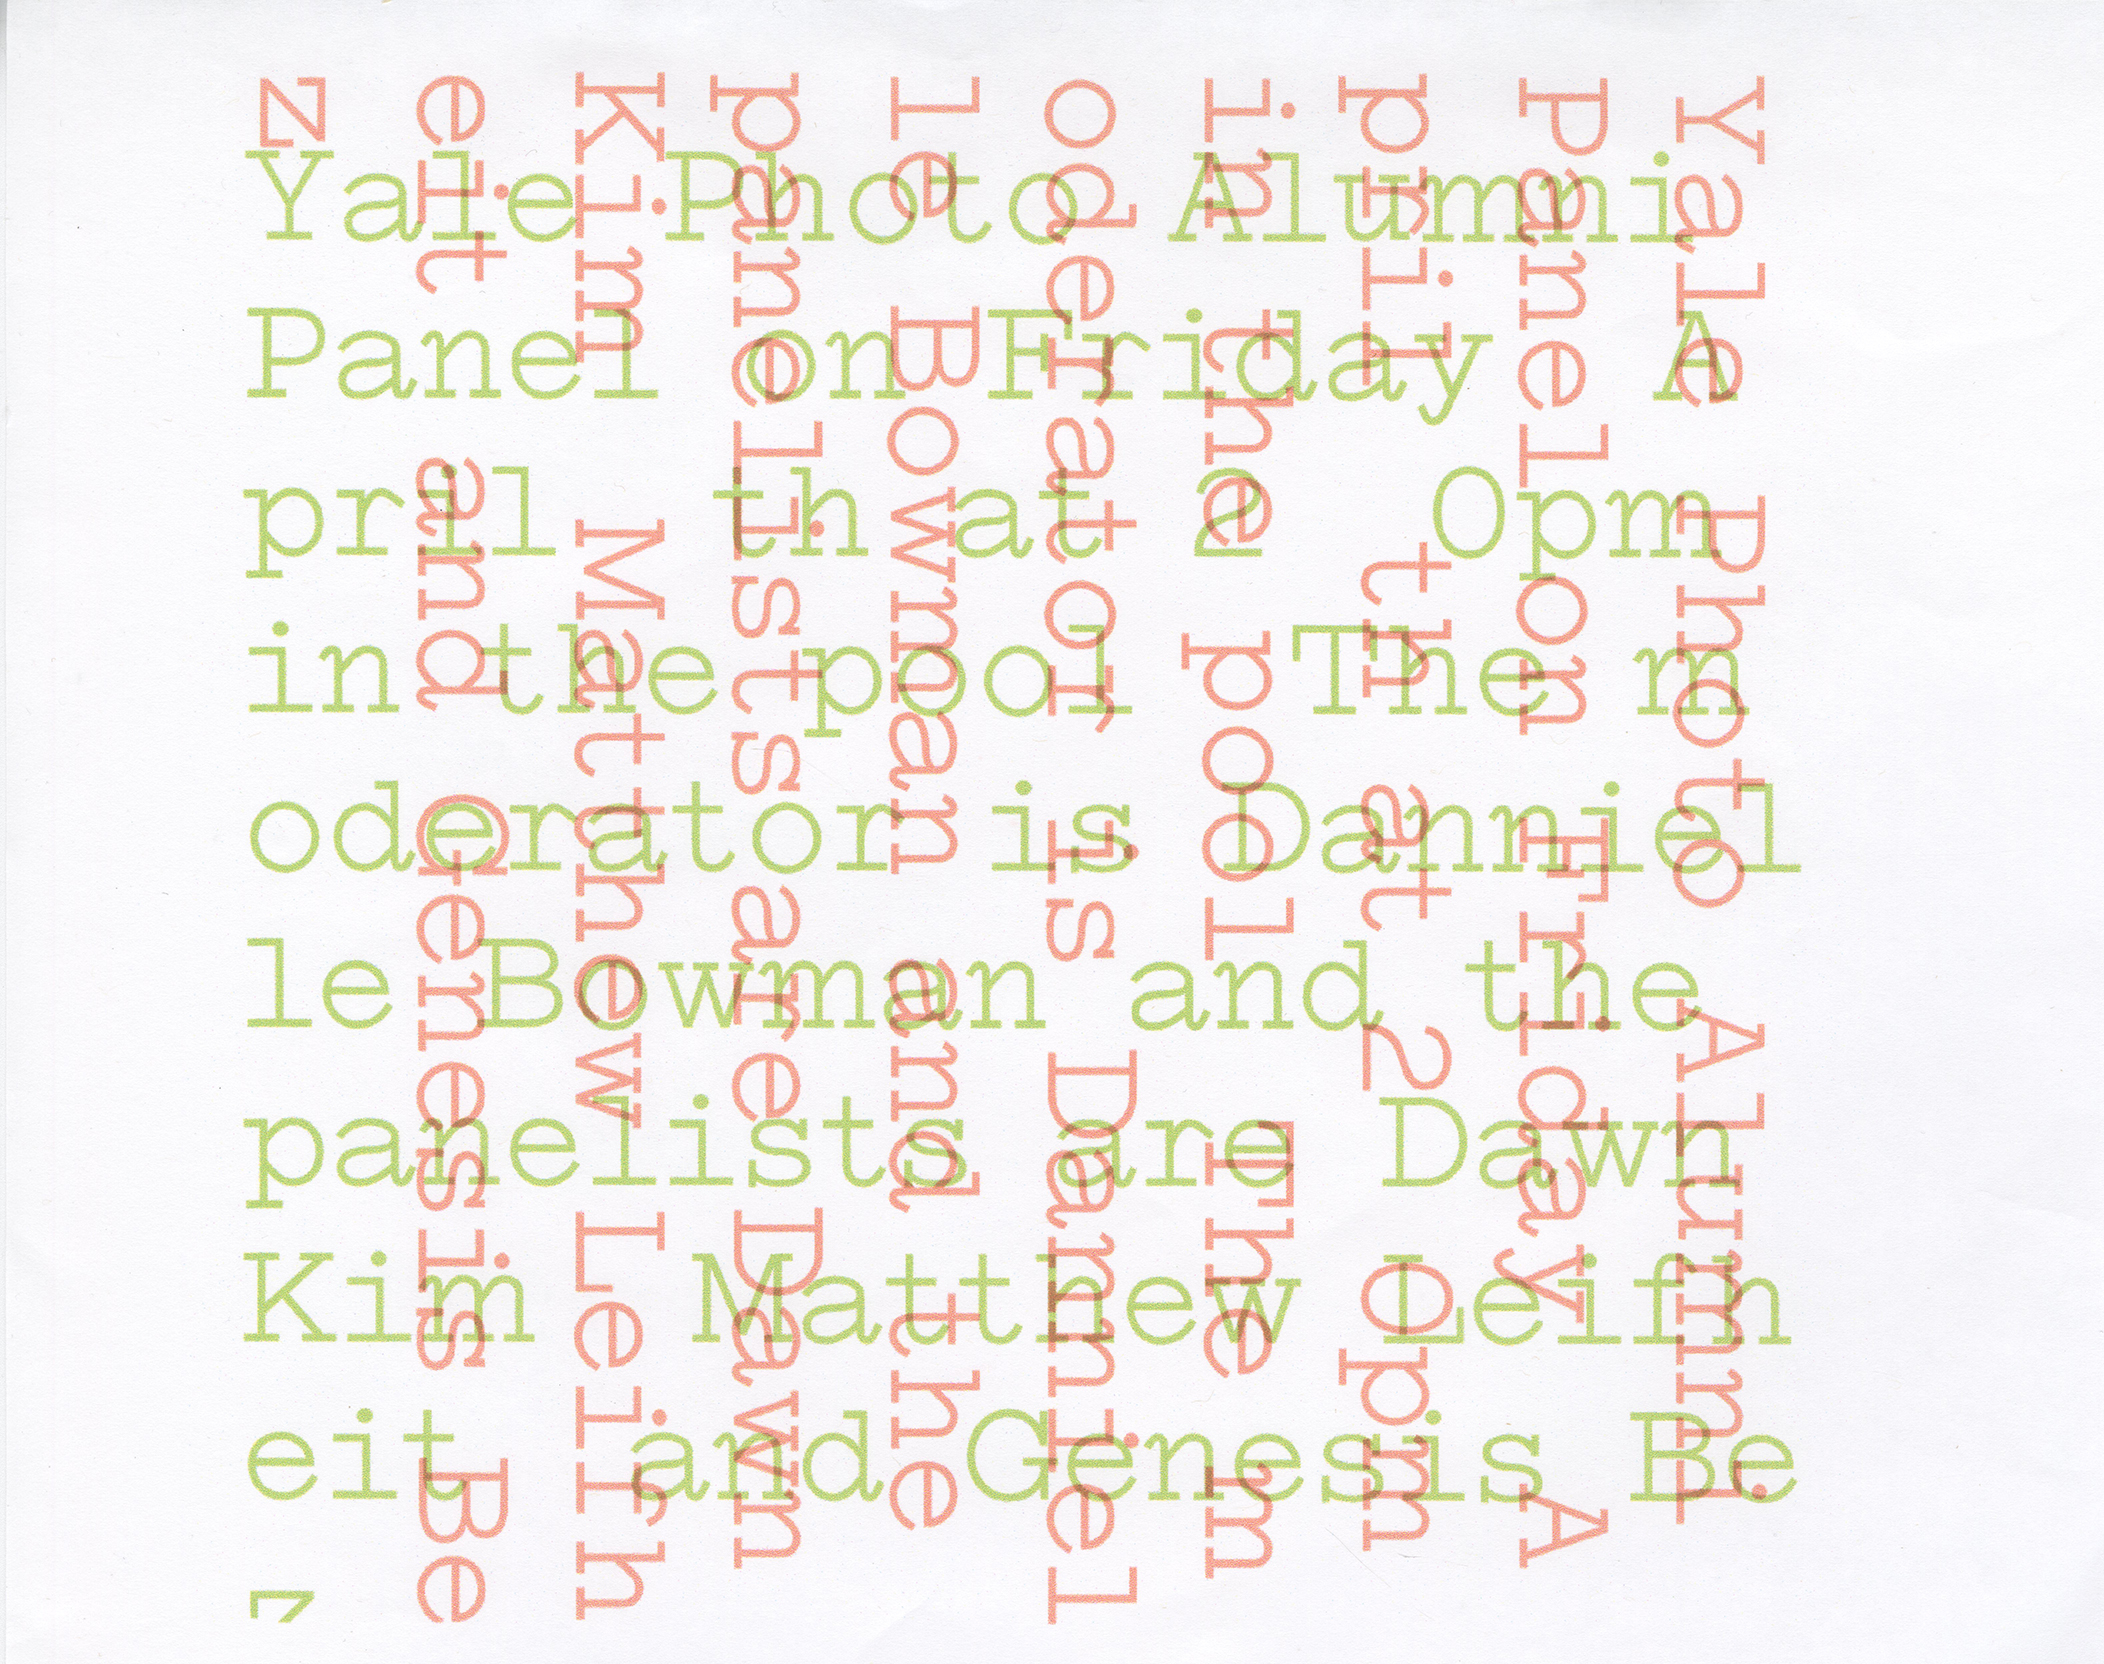 Yale Photo Alumni
Panel on Friday A
pril th at 2 0pm
in the pool The m
oderator is Danniel
le Bowman and the
panelists are Dawn
Kim Matthew Leifh
eit and Genesis Be
z
Yale Photo Alumni
Panel on Friday A
pril th at 2 0pm
in the pool The m
oderator is Danniel
le Bowman and the
panelists are Dawn
Kim Matthew Leifh
eit and Genesis Be
z